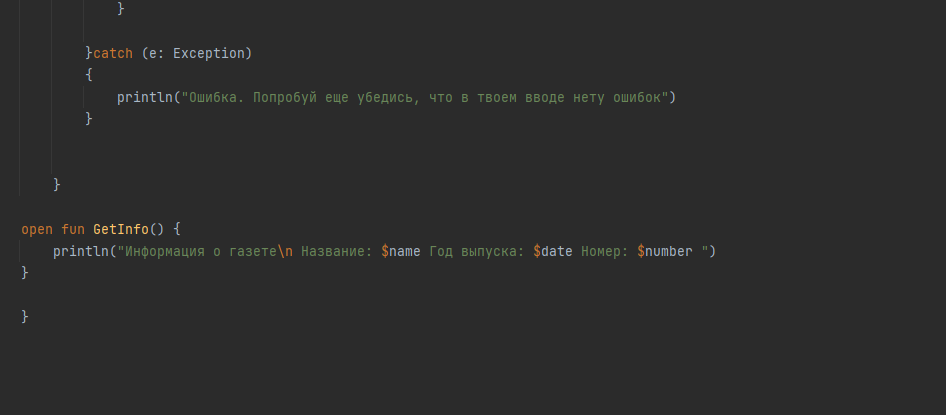 }
}catch (e: Exception)
{
println("Ошибка. Попробуй еще убедись, что в твоем вводе нету ошибок")
}
}
open fun GetInfo() {
println("Информация о газете\n Название: $name Год выпуска: $date Номер: $number ")
}
}